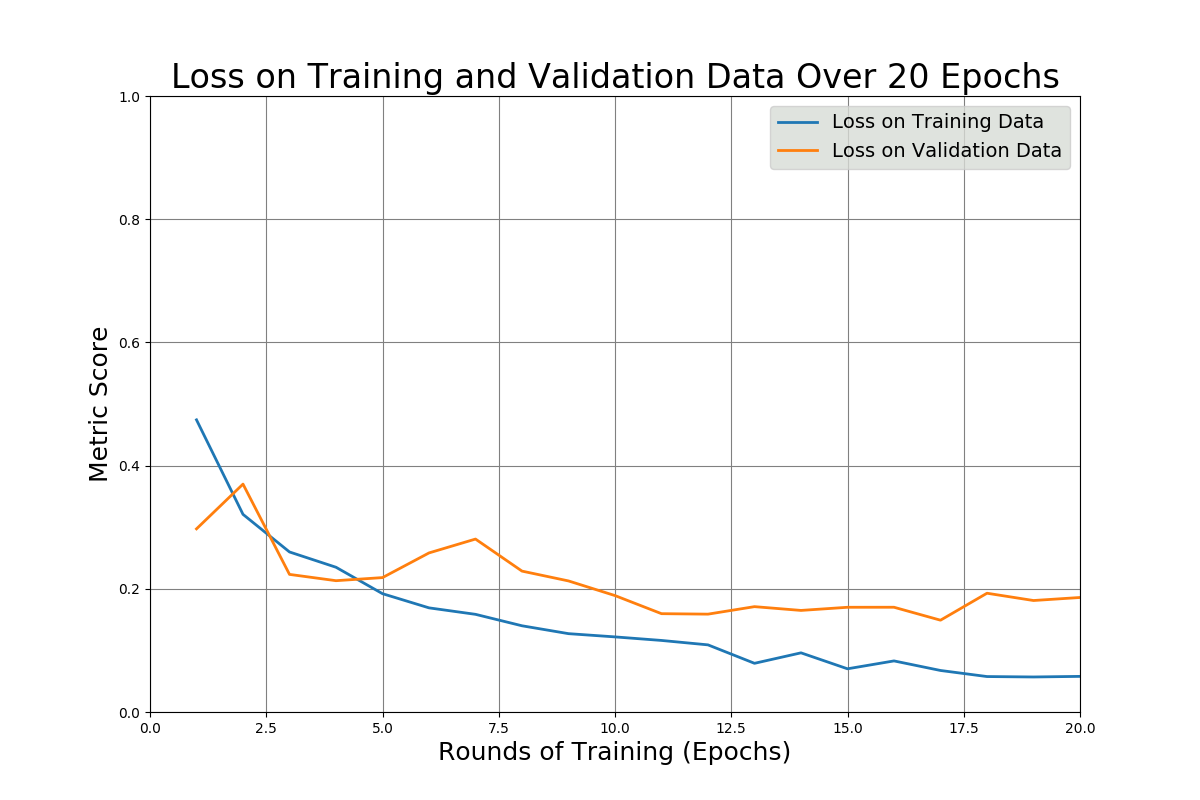 Loss on Training and Validation Data Over 20 Epochs
1.0
0.8
0.6
0.4
0.2
0.0
Metric Score
Loss on Training Data
Loss on Validation Data
0.0 2.5 5.0 7.5 10.0 12.5 15.0 17.5 20.0
Rounds of Training (Epochs)